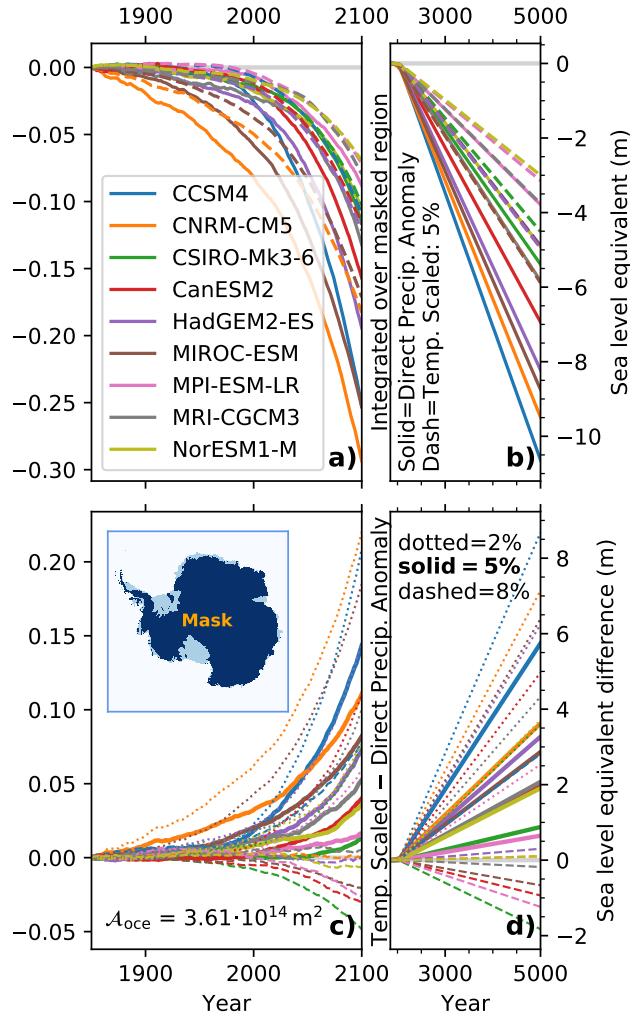 1900 2000 2100
3000 5000
0.00
−0.05
−0.10
−0.15
−0.20
−0.25
−0.30
CCSM4
CNRM-CM5
CSIRO-Mk3-6
CanESM2
HadGEM2-ES
MIROC-ESM
MPI-ESM-LR
MRI-CGCM3
NorESM1-M
a)
Integrated over masked region
Solid=Direct Precip. Anomaly
Dash=Temp. Scaled: 5%
b)
0
−2
−4
−6
−8
−10
Sea level equivalent (m)
0.20
0.15
0.10
0.05
0.00
−0.05
Mask
𝒜oce = 3.61·10¹⁴ m²
c)
Temp. Scaled − Direct Precip. Anomaly
dotted=2%
solid = 5%
dashed=8%
d)
8
6
4
2
0
−2
Sea level equivalent difference (m)
1900 2000 2100
3000 5000
Year
Year